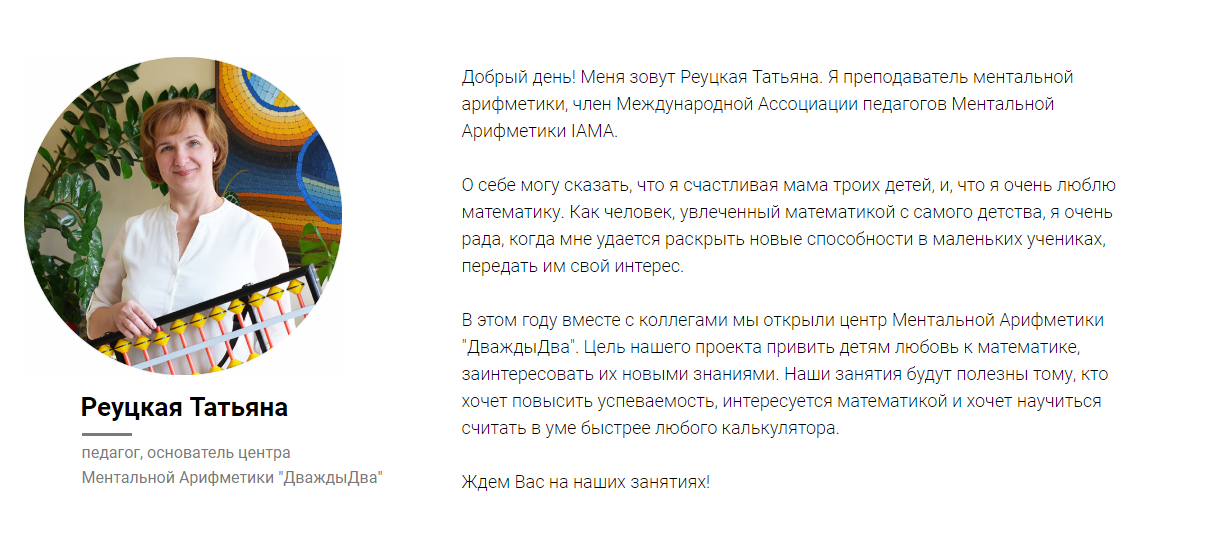 Добрый день! Меня зовут Реуцкая Татьяна. Я преподаватель ментальной
арифметики, член Международной Ассоциации педагогов Ментальной
Арифметики IAMA.
О себе могу сказать, что я счастливая мама троих детей, и, что я очень люблю
математику. Как человек, увлеченный математикой с самого детства, я очень
рада, когда мне удается раскрыть новые способности в маленьких учениках,
передать им свой интерес.
В этом году вместе с коллегами мы открыли центр Ментальной Арифметики
"ДваждыДва". Цель нашего проекта привить детям любовь к математике,
заинтересовать их новыми знаниями. Наши занятия будут полезны тому, кто
хочет повысить успеваемость, интересуется математикой и хочет научиться
считать в уме быстрее любого калькулятора.
Ждем Вас на наших занятиях!
Реуцкая Татьяна
педагог, основатель центра
Ментальной Арифметики "ДваждыДва"